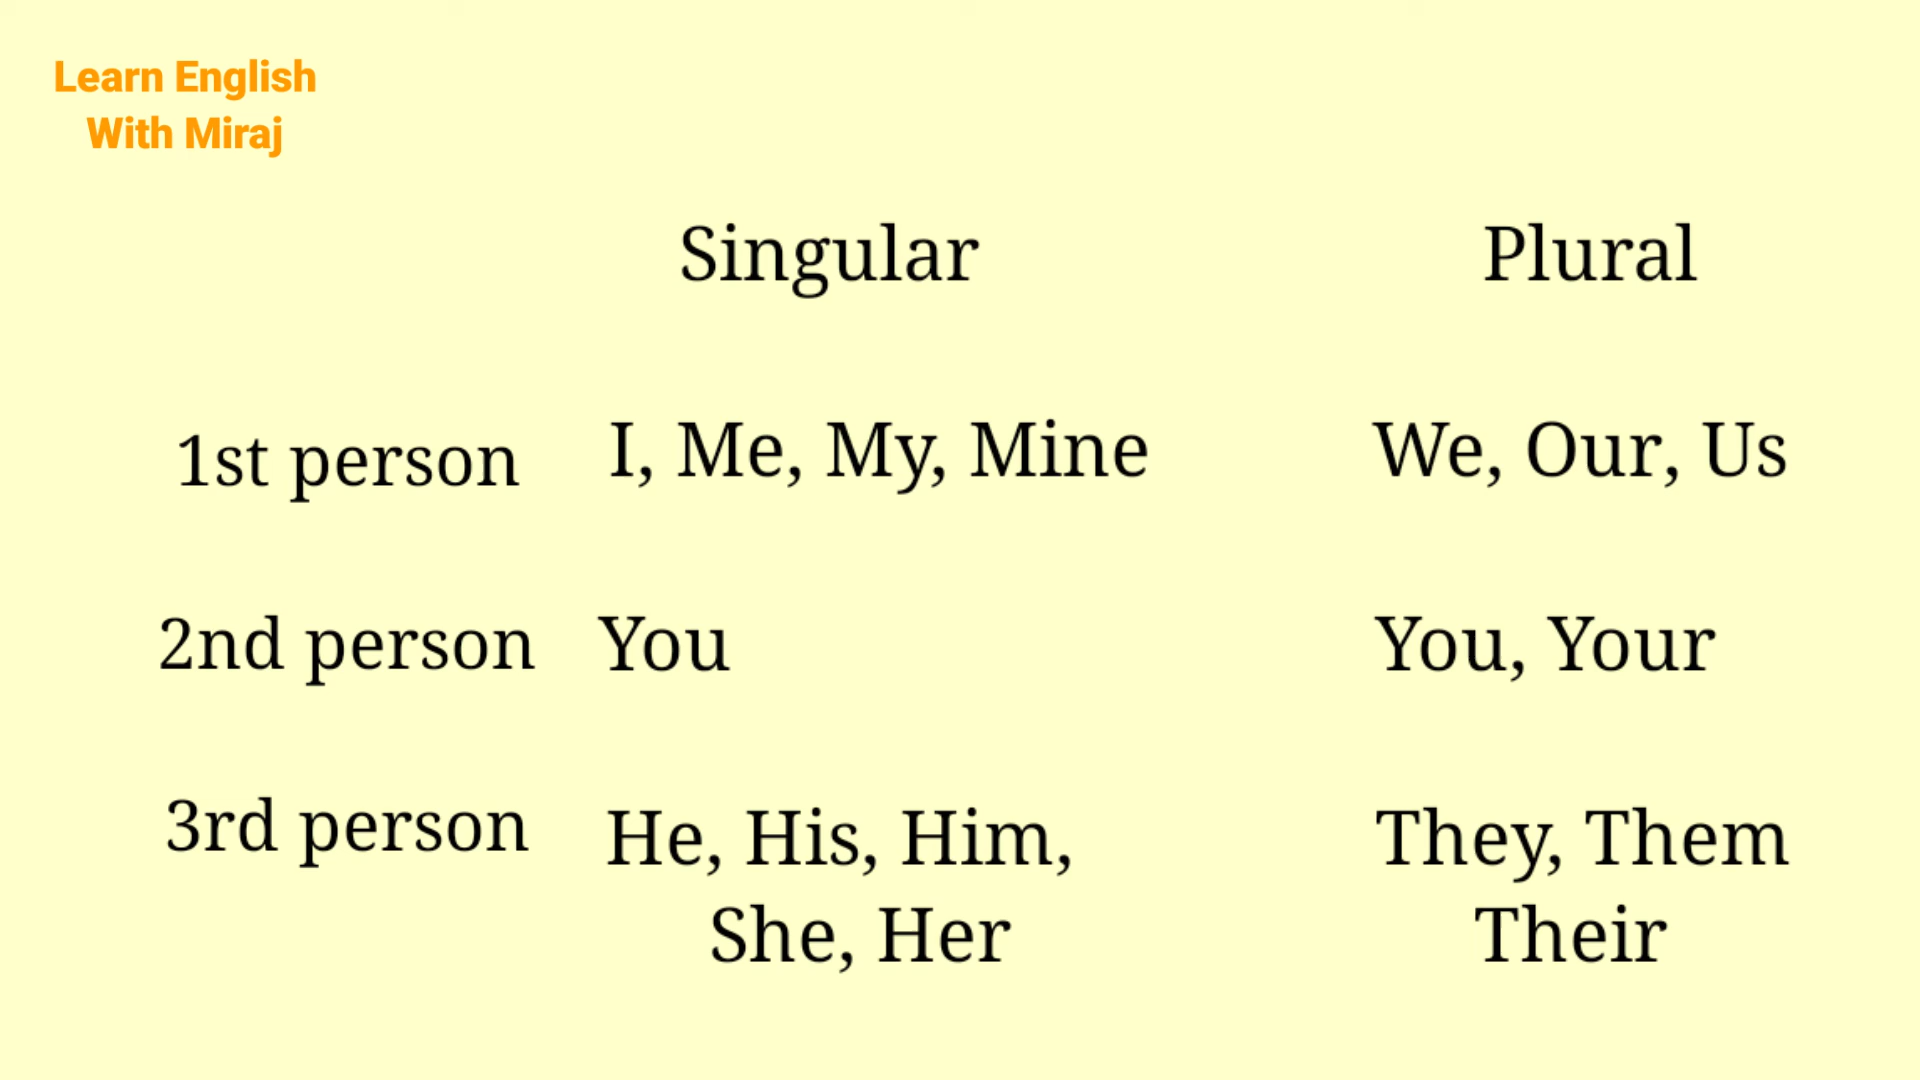 Learn English
With Miraj
Singular Plural
1st person I, Me, My, Mine We, Our, Us
2nd person You You, Your
3rd person He, His, Him, They, Them
She, Her Their